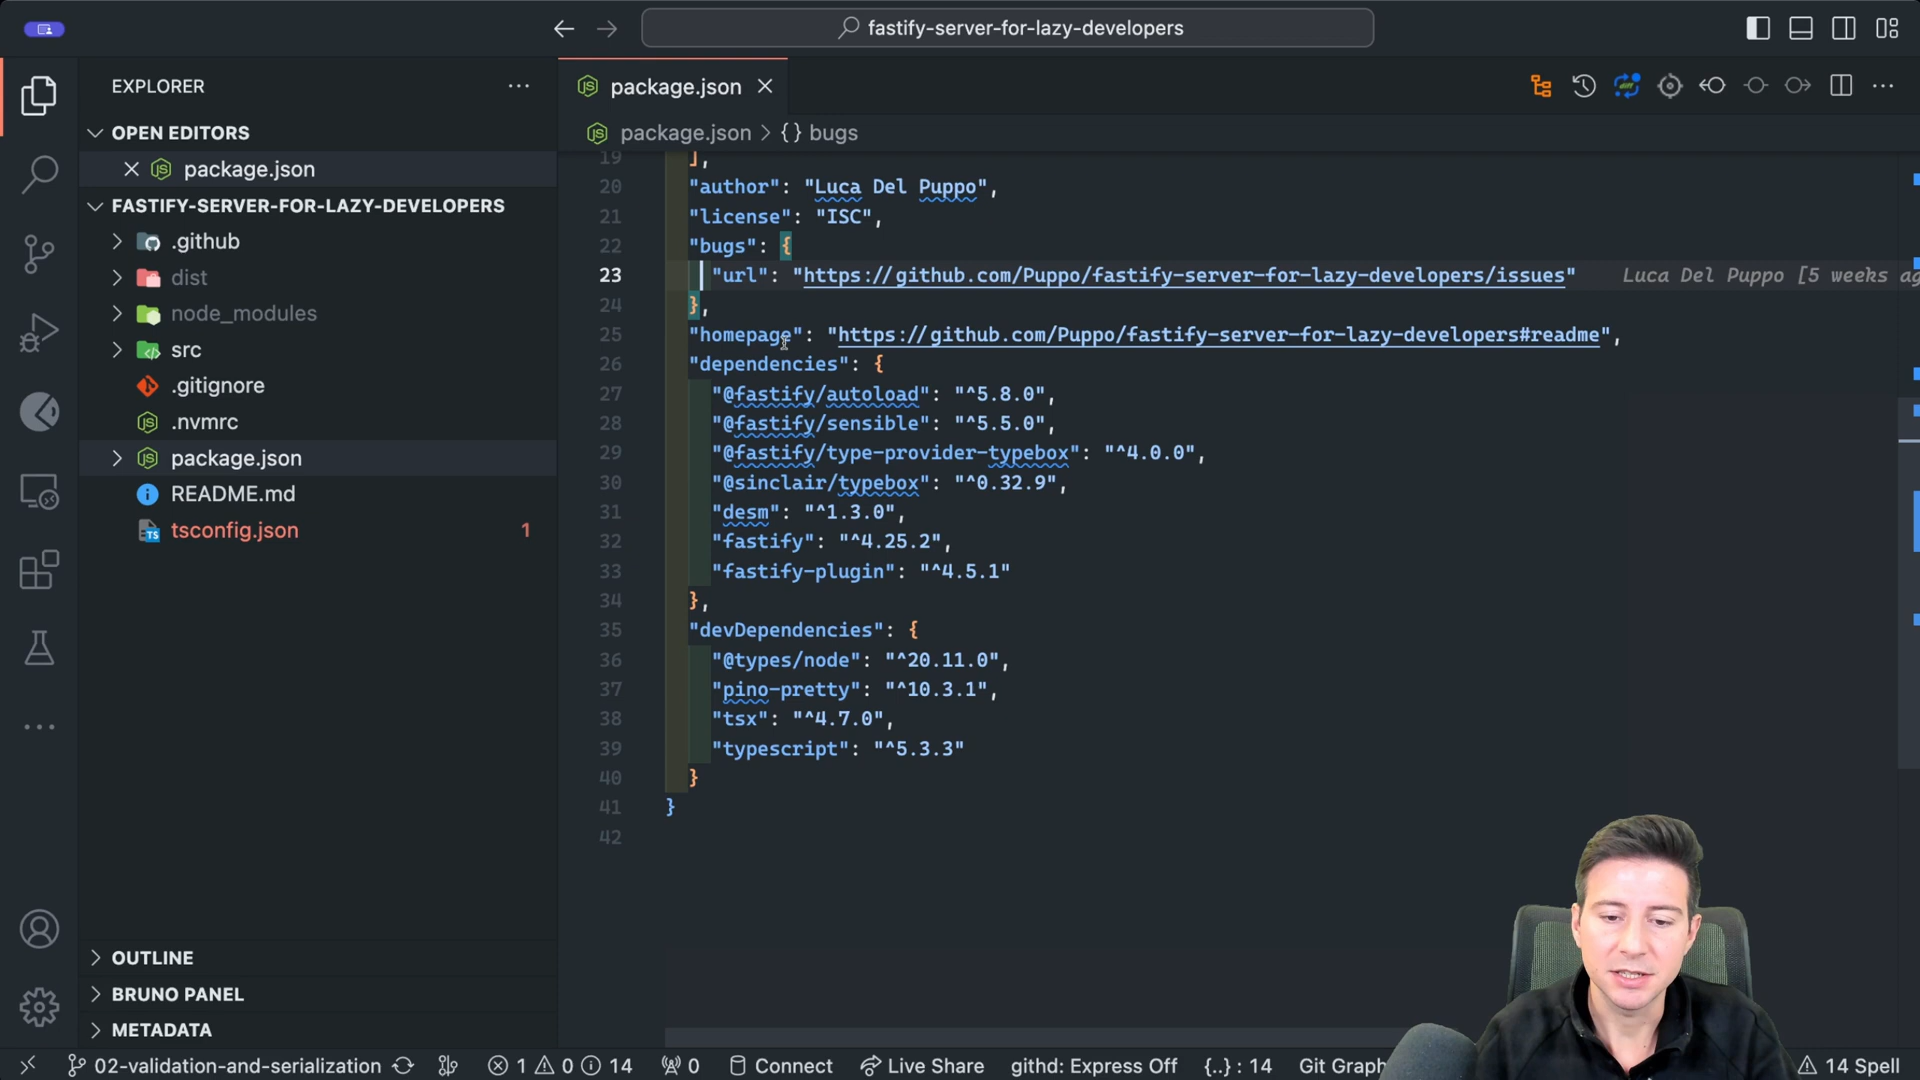 fastify-server-for-lazy-developers
EXPLORER
OPEN EDITORS
package.json
FASTIFY-SERVER-FOR-LAZY-DEVELOPERS
.github
dist
node_modules
src
.gitignore
.nvmrc
package.json
README.md
tsconfig.json 1
OUTLINE
BRUNO PANEL
METADATA
package.json
package.json > {} bugs
19 ],
20 "author": "Luca Del Puppo",
21 "license": "ISC",
22 "bugs": {
23 "url": "https://github.com/Puppo/fastify-server-for-lazy-developers/issues" Luca Del Puppo [5 weeks ag
24 },
25 "homepage": "https://github.com/Puppo/fastify-server-for-lazy-developers#readme",
26 "dependencies": {
27 "@fastify/autoload": "^5.8.0",
28 "@fastify/sensible": "^5.5.0",
29 "@fastify/type-provider-typebox": "^4.0.0",
30 "@sinclair/typebox": "^0.32.9",
31 "desm": "^1.3.0",
32 "fastify": "^4.25.2",
33 "fastify-plugin": "^4.5.1"
34 },
35 "devDependencies": {
36 "@types/node": "^20.11.0",
37 "pino-pretty": "^10.3.1",
38 "tsx": "^4.7.0",
39 "typescript": "^5.3.3"
40 }
41 }
42
02-validation-and-serialization 1 0 14 0 Connect Live Share githd: Express Off {..} : 14 Git Graph 14 Spell